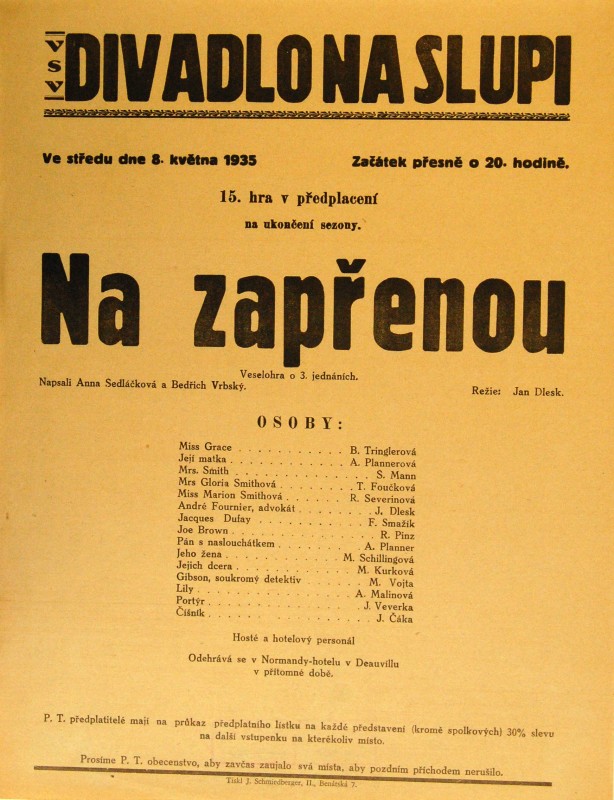 VSV
DIVADLO NA SLUPI
Ve středu dne 8. května 1935 Začátek přesně o 20. hodině.
15. hra v předplacení
na ukončení sezony.
Na zapřenou
Veselohra o 3. jednáních.
Napsali Anna Sedláčková a Bedřich Vrbský. Režie: Jan Dlesk.
OSOBY:
Miss Grace . . . . . . . . . . . B. Tringlerová
Její matka . . . . . . . . . . . A. Plannerová
Mrs. Smith . . . . . . . . . . . S. Mann
Mrs Gloria Smithová . . . . . . . T. Foučková
Miss Marion Smithová . . . . . . R. Severinová
André Fournier, advokát . . . . . J. Dlesk
Jacques Dufay . . . . . . . . . . F. Smažík
Joe Brown . . . . . . . . . . . . R. Pinz
Pán s naslouchátkem . . . . . . . A. Planner
Jeho žena . . . . . . . . . . . M. Schillingová
Jejich dcera . . . . . . . . . . M. Kurková
Gibson, soukromý detektiv . . . . M. Vojta
Lily . . . . . . . . . . . . . . A. Malinová
Portýr . . . . . . . . . . . . . J. Veverka
Číšník . . . . . . . . . . . . . J. Čáka
Hosté a hotelový personál
Odehrává se v Normandy-hotelu v Deauvillu
v přítomné době.
P. T. předplatitelé mají na průkaz předplatního lístku na každé představení (kromě spolkových) 30% slevu
na další vstupenku na kterékoliv místo.
Prosíme P. T. obecenstvo, aby zavčas zaujalo svá místa, aby pozdním příchodem nerušilo.
Tiskl J. Schmiedberger, II., Benátská 7.